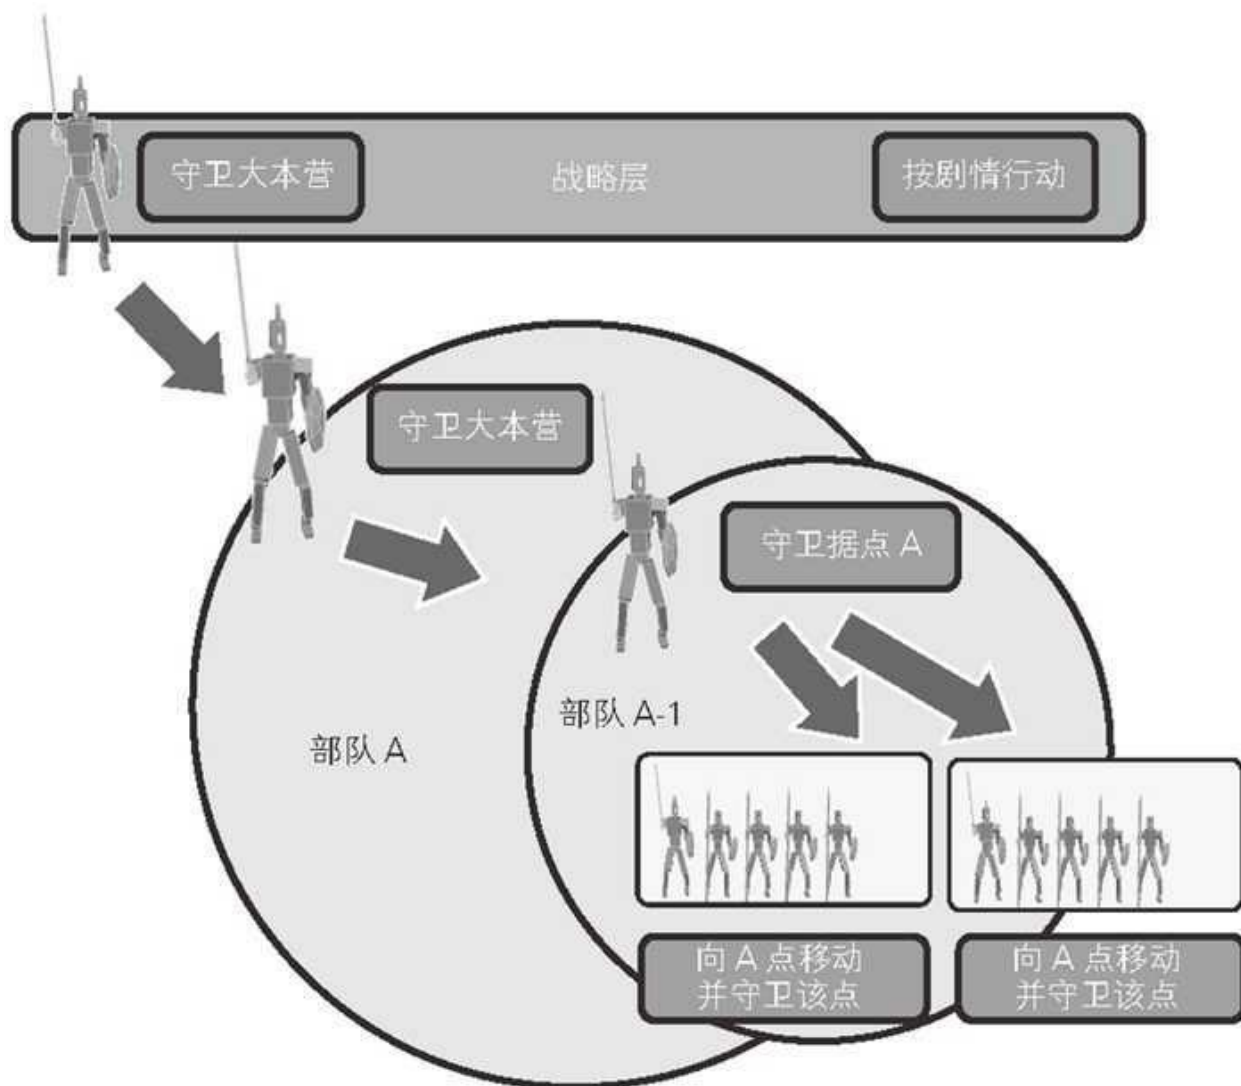 守卫大本营
战略层
按剧情行动
守卫大本营
守卫据点 A
部队 A-1
部队 A
向 A 点移动
并守卫该点
向 A 点移动
并守卫该点